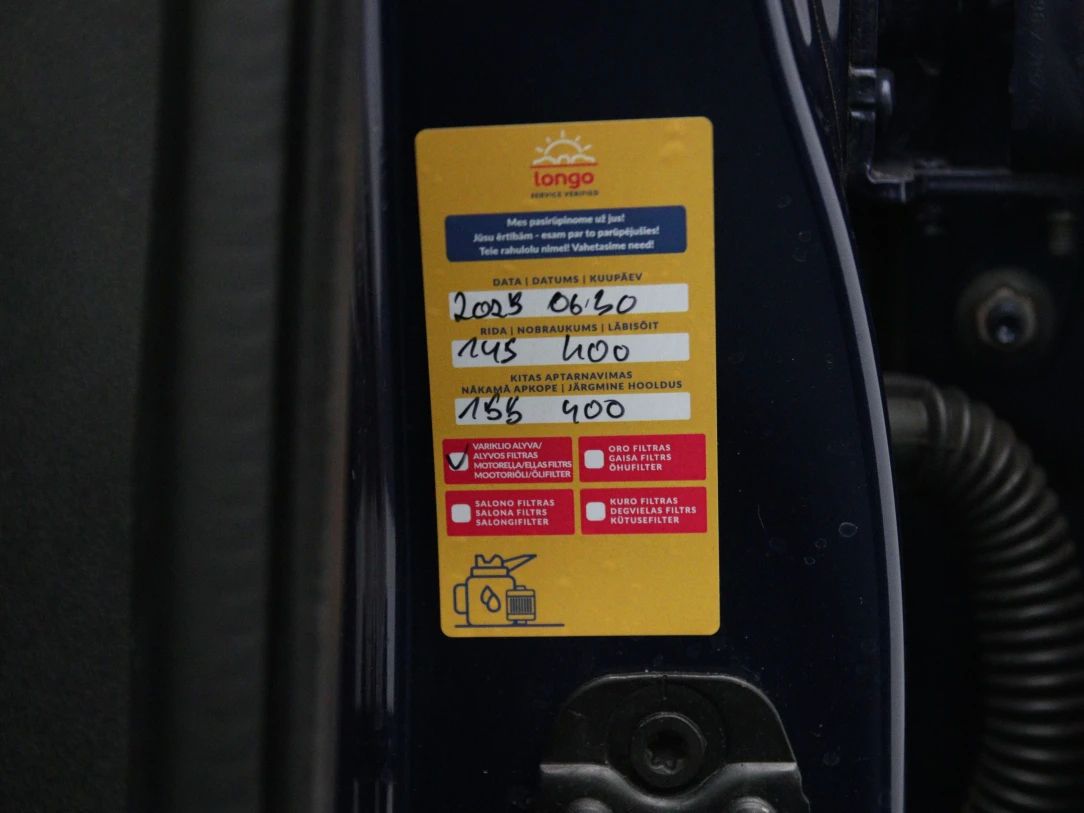 longo
SERVICE VERIFIED
Mes pasirūpinome už jus!
Jūsu ērtībām - esam par to parūpējušies!
Teie rahulolu nimel! Vahetasime need!
DATA | DATUMS | KUUPÄEV
2025 06.30
RIDA | NOBRAUKUMS | LÄBISÕIT
145 400
KITAS APTARNAVIMAS
NĀKAMĀ APKOPE | JÄRGMINE HOOLDUS
155 400
VARIKLIO ALYVA/
ALYVOS FILTRAS
MOTOREĻĻA/EĻĻAS FILTRS
MOOTORIÕLI/ÕLIFILTER
ORO FILTRAS
GAISA FILTRS
ÕHUFILTER
SALONO FILTRAS
SALONA FILTRS
SALONGIFILTER
KURO FILTRAS
DEGVIELAS FILTRS
KÜTUSEFILTER